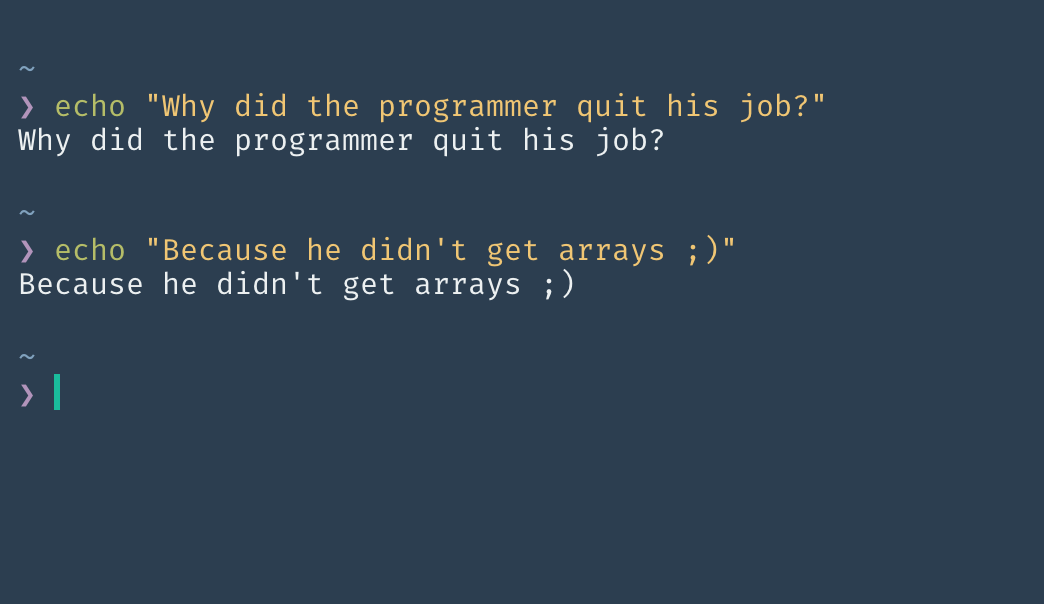 ~
❯ echo "Why did the programmer quit his job?"
Why did the programmer quit his job?
~
❯ echo "Because he didn't get arrays ;)"
Because he didn't get arrays ;)
~
❯